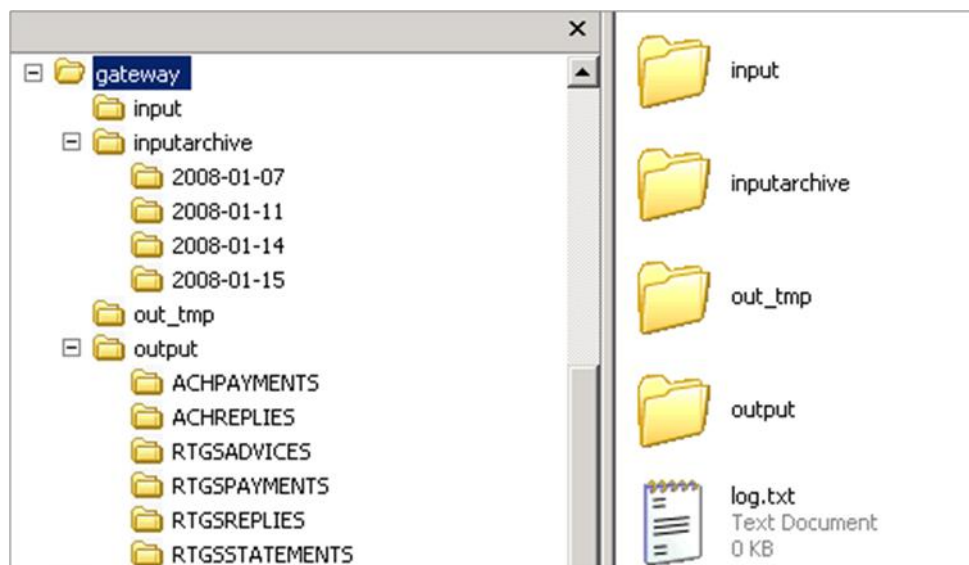 gateway
input
inputarchive
2008-01-07
2008-01-11
2008-01-14
2008-01-15
out_tmp
output
ACHPAYMENTS
ACHREPLIES
RTGSADVICES
RTGSPAYMENTS
RTGSREPLIES
RTGSSTATEMENTS
input
inputarchive
out_tmp
output
log.txt
Text Document
0 KB